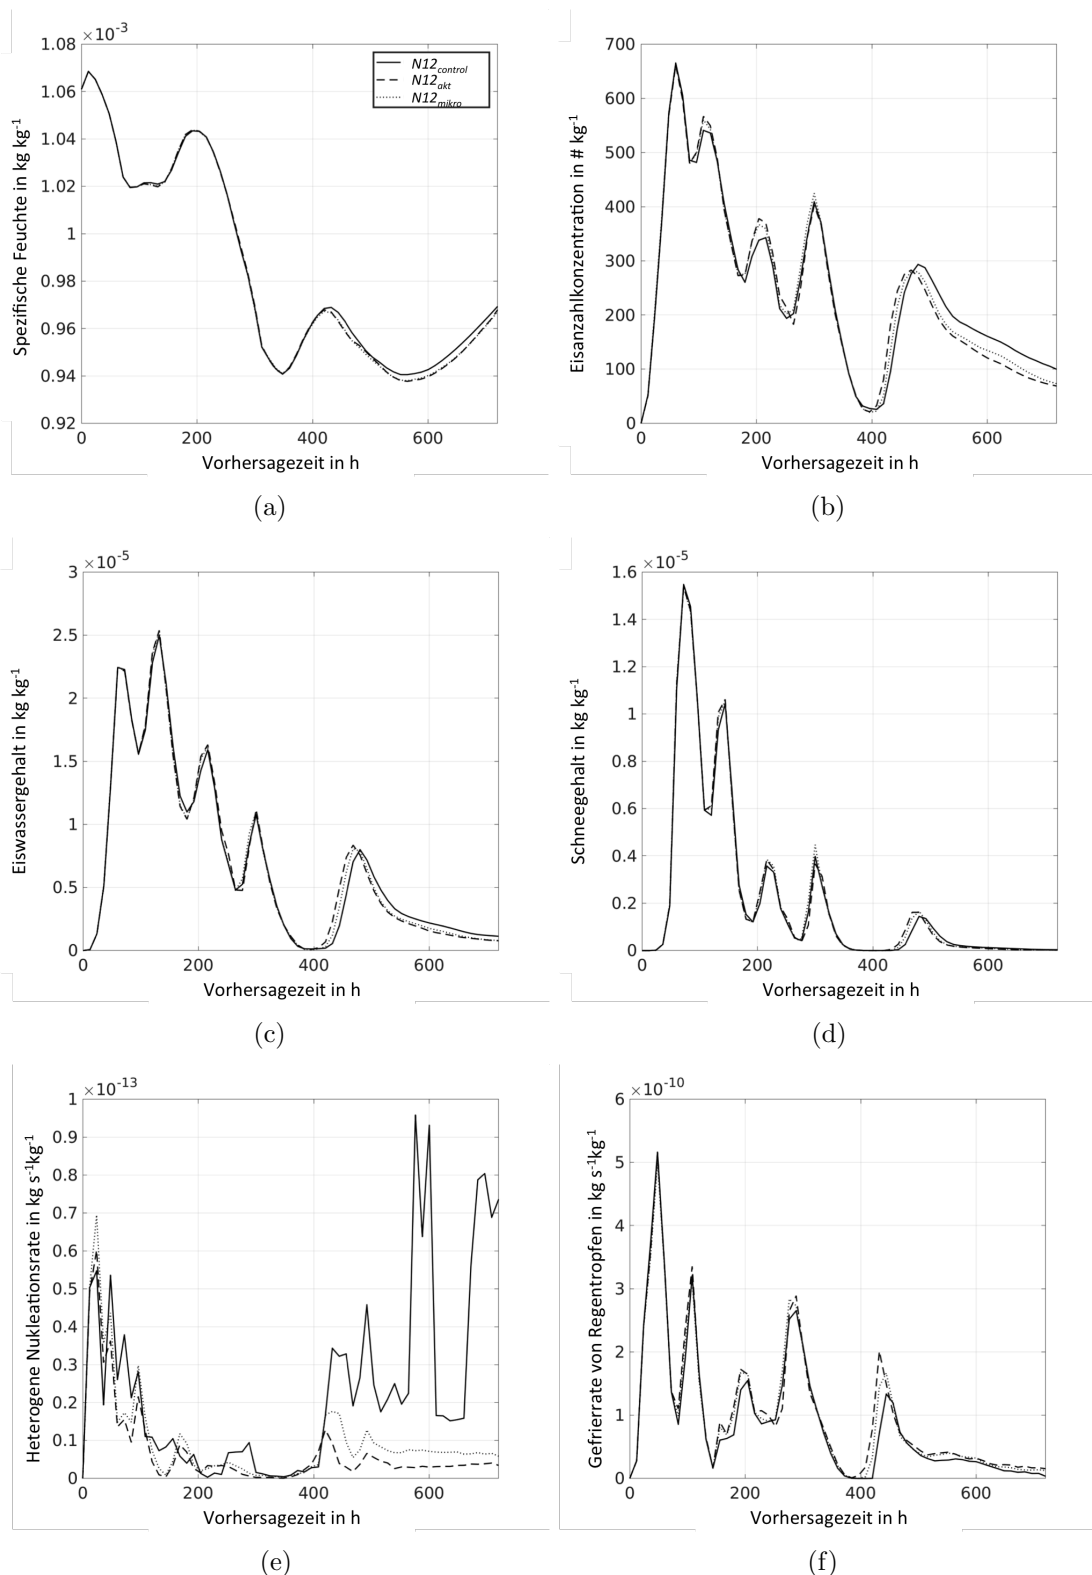 ×10⁻³
1.08
1.06
1.04
1.02
1
0.98
0.96
0.94
0.92
0 200 400 600
Spezifische Feuchte in kg kg⁻¹
Vorhersagezeit in h
N12control
N12akt
N12mikro
(a)
700
600
500
400
300
200
100
0
0 200 400 600
Eisanzahlkonzentration in # kg⁻¹
Vorhersagezeit in h
(b)
×10⁻⁵
3
2.5
2
1.5
1
0.5
0
0 200 400 600
Eiswassergehalt in kg kg⁻¹
Vorhersagezeit in h
(c)
×10⁻⁵
1.6
1.4
1.2
1
0.8
0.6
0.4
0.2
0
0 200 400 600
Schneegehalt in kg kg⁻¹
Vorhersagezeit in h
(d)
×10⁻¹³
1
0.9
0.8
0.7
0.6
0.5
0.4
0.3
0.2
0.1
0
0 200 400 600
Heterogene Nukleationsrate in kg s⁻¹kg⁻¹
Vorhersagezeit in h
(e)
×10⁻¹⁰
6
5
4
3
2
1
0
0 200 400 600
Gefrierrate von Regentropfen in kg s⁻¹kg⁻¹
Vorhersagezeit in h
(f)